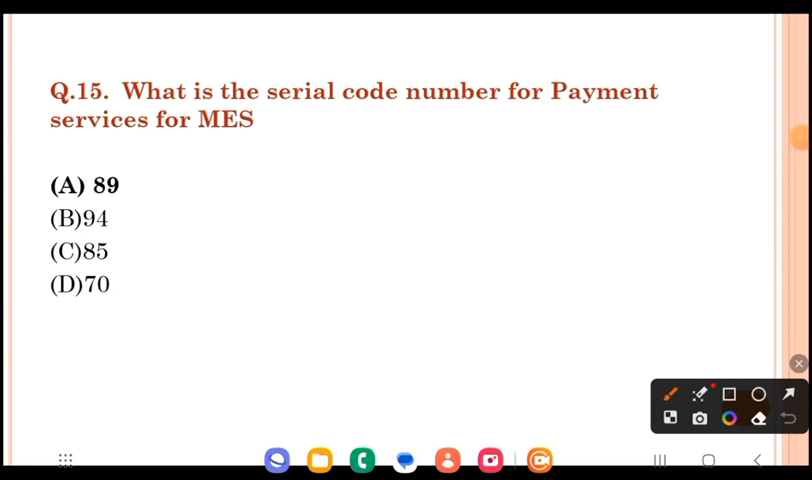 Q.15. What is the serial code number for Payment
services for MES
(A) 89
(B)94
(C)85
(D)70